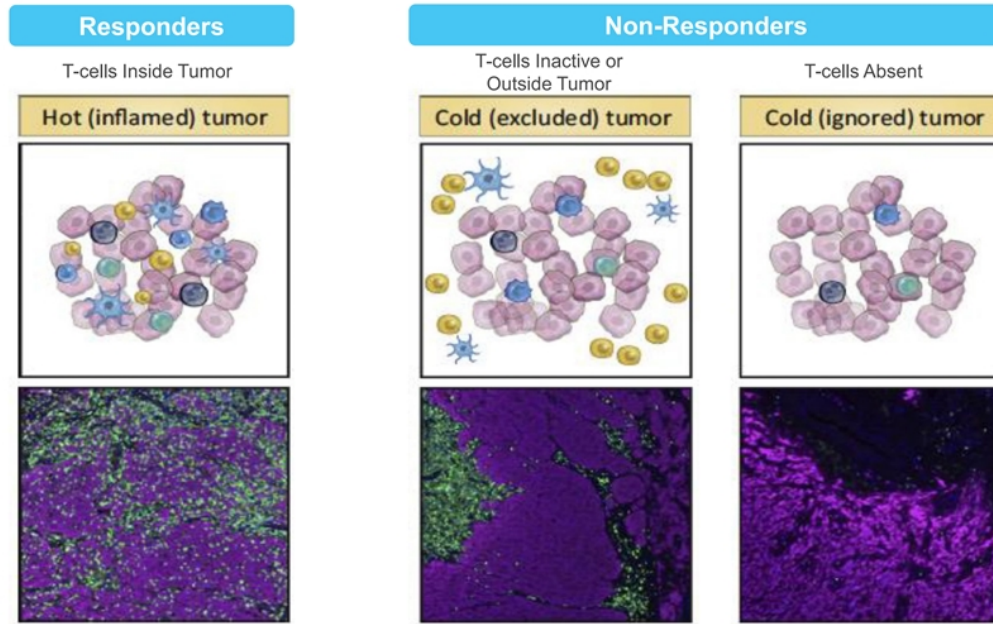 Responders
Non-Responders
T-cells Inside Tumor
T-cells Inactive or
Outside Tumor
T-cells Absent
Hot (inflamed) tumor
Cold (excluded) tumor
Cold (ignored) tumor